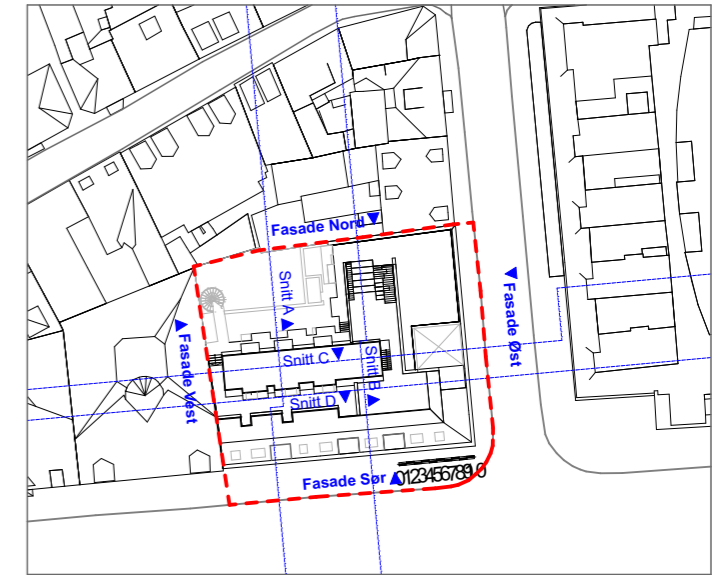 Fasade Nord
Snitt A
Fasade Øst
Fasade Vest
Snitt C
Snitt B
Snitt D
Fasade Sør
012345678910